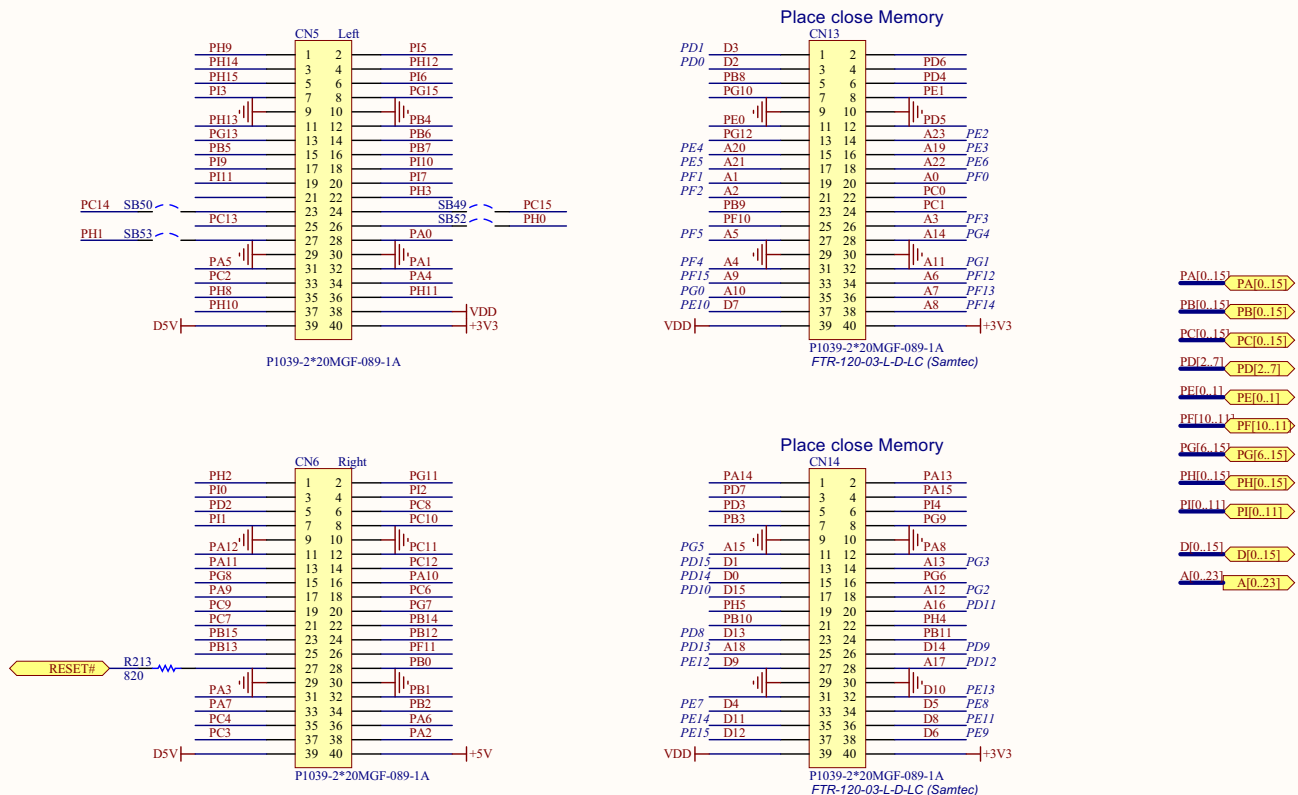 CN5 Left
PH9 1 2 PI5
PH14 3 4 PH12
PH15 5 6 PI6
PI3 7 8 PG15
9 10
PH13 11 12 PB4
PG13 13 14 PB6
PB5 15 16 PB7
PI9 17 18 PI10
PI11 19 20 PI7
21 22 PH3
PC14 SB50 23 24 SB49 PC15
PC13 25 26 SB52 PH0
PH1 SB53 27 28 PA0
29 30
PA5 31 32 PA1
PC2 33 34 PA4
PH8 35 36 PH11
PH10 37 38 VDD
D5V 39 40 +3V3
P1039-2*20MGF-089-1A
Place close Memory
CN13
PD1 D3 1 2
PD0 D2 3 4 PD6
PB8 5 6 PD4
PG10 7 8 PE1
9 10
PE0 11 12 PD5
PG12 13 14 A23 PE2
PE4 A20 15 16 A19 PE3
PE5 A21 17 18 A22 PE6
PF1 A1 19 20 A0 PF0
PF2 A2 21 22 PC0
PB9 23 24 PC1
PF10 25 26 A3 PF3
PF5 A5 27 28 A14 PG4
29 30
PF4 A4 31 32 A11 PG1
PF15 A9 33 34 A6 PF12
PG0 A10 35 36 A7 PF13
PE10 D7 37 38 A8 PF14
VDD 39 40 +3V3
P1039-2*20MGF-089-1A
FTR-120-03-L-D-LC (Samtec)
PA[0..15] PA[0..15]
PB[0..15] PB[0..15]
PC[0..15] PC[0..15]
PD[2..7] PD[2..7]
PE[0..1] PE[0..1]
PF[10..11] PF[10..11]
PG[6..15] PG[6..15]
PH[0..15] PH[0..15]
PI[0..11] PI[0..11]
D[0..15] D[0..15]
A[0..23] A[0..23]
CN6 Right
PH2 1 2 PG11
PI0 3 4 PI2
PD2 5 6 PC8
PI1 7 8 PC10
9 10
PA12 11 12 PC11
PA11 13 14 PC12
PG8 15 16 PA10
PA9 17 18 PC6
PC9 19 20 PG7
PC7 21 22 PB14
PB15 23 24 PB12
PB13 25 26 PF11
RESET# R213 27 28 PB0
820
29 30
PA3 31 32 PB1
PA7 33 34 PB2
PC4 35 36 PA6
PC3 37 38 PA2
D5V 39 40 +5V
P1039-2*20MGF-089-1A
Place close Memory
CN14
PA14 1 2 PA13
PD7 3 4 PA15
PD3 5 6 PI4
PB3 7 8 PG9
9 10
PG5 A15 11 12 PA8
PD15 D1 13 14 A13 PG3
PD14 D0 15 16 PG6
PD10 D15 17 18 A12 PG2
PH5 19 20 A16 PD11
PB10 21 22 PH4
PD8 D13 23 24 PB11
PD13 A18 25 26 D14 PD9
PE12 D9 27 28 A17 PD12
29 30
31 32 D10 PE13
PE7 D4 33 34 D5 PE8
PE14 D11 35 36 D8 PE11
PE15 D12 37 38 D6 PE9
VDD 39 40 +3V3
P1039-2*20MGF-089-1A
FTR-120-03-L-D-LC (Samtec)